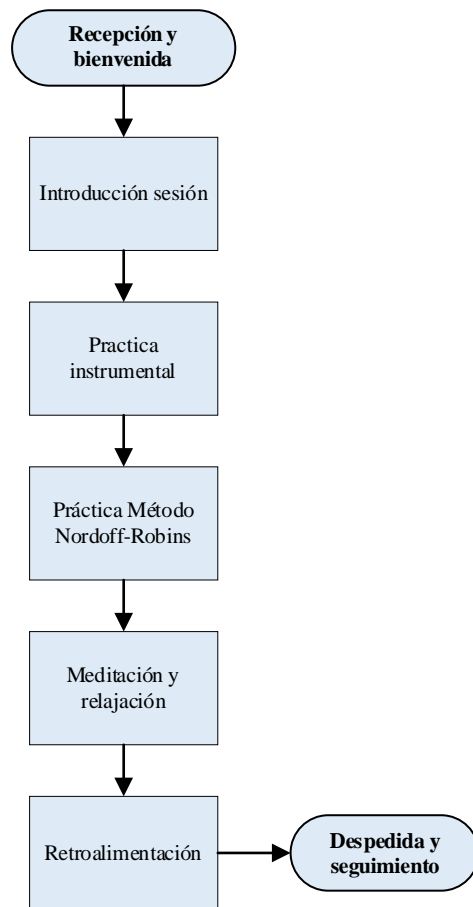 Recepción y
bienvenida
Introducción sesión
Practica
instrumental
Práctica Método
Nordoff-Robins
Meditación y
relajación
Retroalimentación
Despedida y
seguimiento